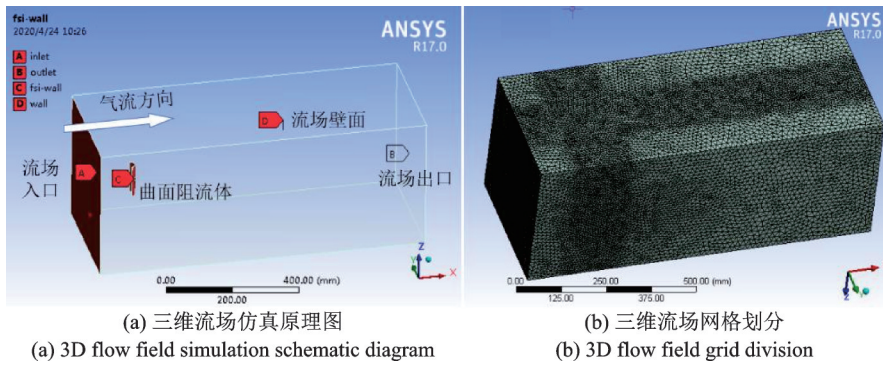 fsi-wall
2020/4/24 10:26
A inlet
B outlet
C fsi-wall
D wall
ANSYS
R17.0
气流方向
D 流场壁面
流场入口
A
C
曲面阻流体
B
流场出口
Z
Y
X
0.00 400.00 (mm)
200.00
ANSYS
R17.0
0.00 250.00 500.00 (mm)
125.00 375.00
Y
Z
(a) 三维流场仿真原理图
(a) 3D flow field simulation schematic diagram
(b) 三维流场网格划分
(b) 3D flow field grid division